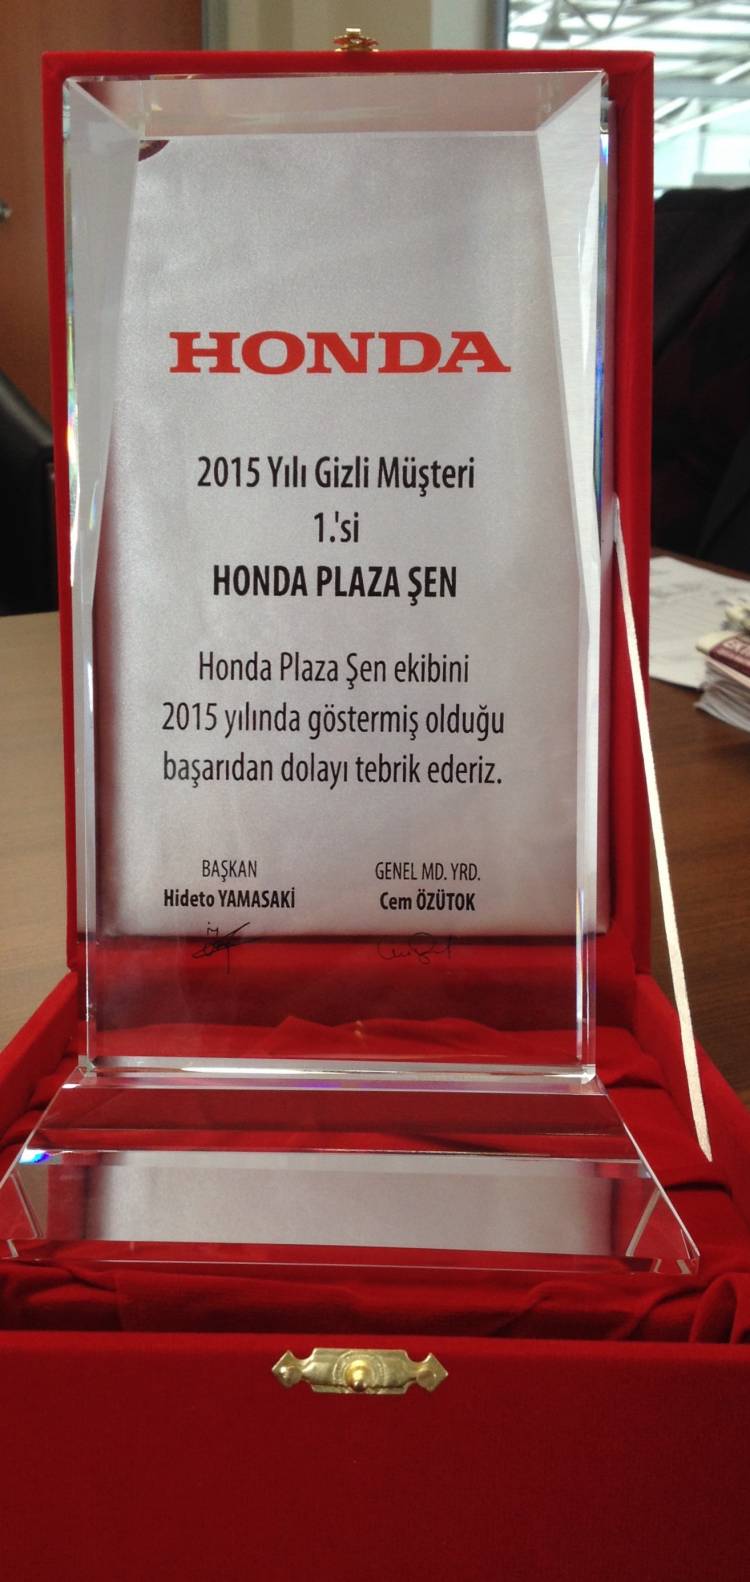 HONDA
2015 Yılı Gizli Müşteri
1.'si
HONDA PLAZA ŞEN
Honda Plaza Şen ekibini
2015 yılında göstermiş olduğu
başarıdan dolayı tebrik ederiz.
BAŞKAN
Hideto YAMASAKİ
GENEL MD. YRD.
Cem ÖZÜTOK